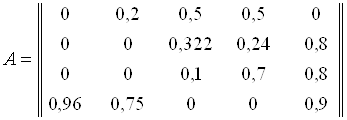 A = ‖ 0 0,2 0,5 0,5 0 ‖
‖ 0 0 0,322 0,24 0,8 ‖
‖ 0 0 0,1 0,7 0,8 ‖
‖ 0,96 0,75 0 0 0,9 ‖